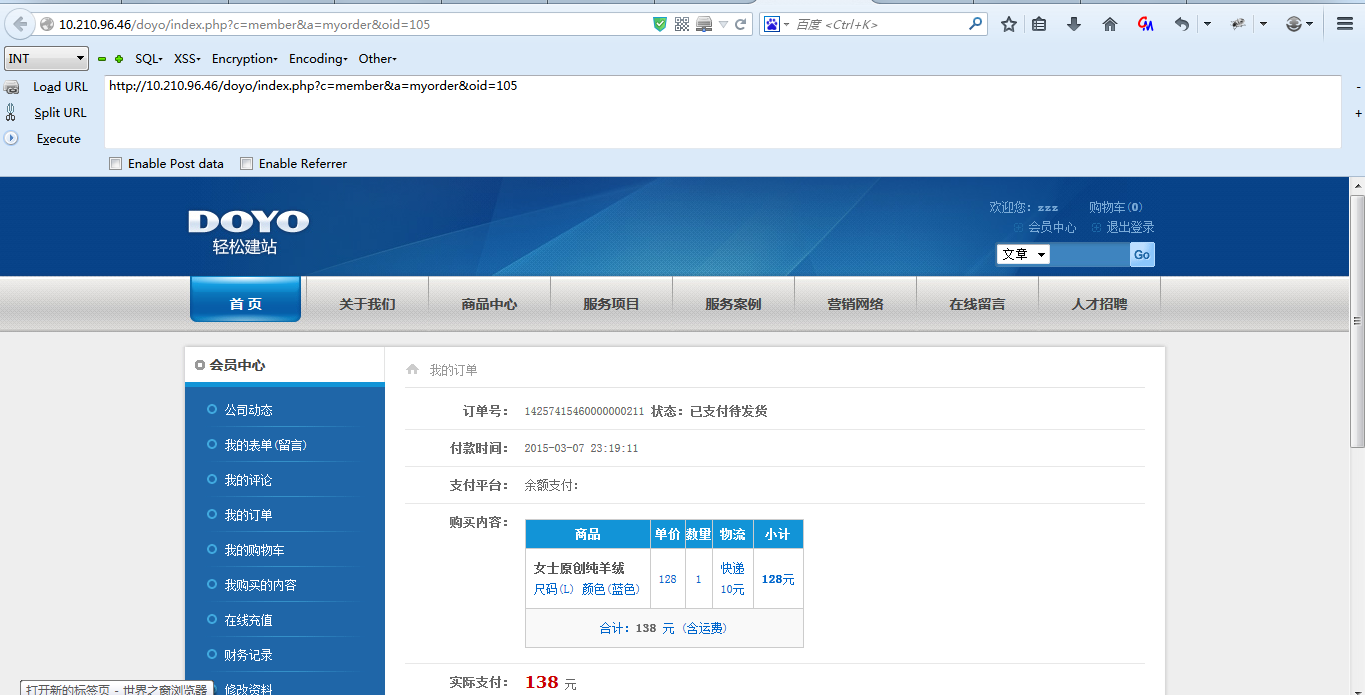 10.210.96.46/doyo/index.php?c=member&a=myorder&oid=105
百度 <Ctrl+K>
INT SQL XSS Encryption Encoding Other
Load URL
http://10.210.96.46/doyo/index.php?c=member&a=myorder&oid=105
-
Split URL
+
Execute
Enable Post data Enable Referrer
DOYO
轻松建站
欢迎您: zzz 购物车(0)
会员中心 退出登录
文章 Go
首 页 关于我们 商品中心 服务项目 服务案例 营销网络 在线留言 人才招聘
会员中心
公司动态
我的表单(留言)
我的评论
我的订单
我的购物车
我购买的内容
在线充值
财务记录
修改资料
我的订单
订单号: 14257415460000000211 状态: 已支付待发货
付款时间: 2015-03-07 23:19:11
支付平台: 余额支付:
购买内容:
商品 单价 数量 物流 小计
女士原创纯羊绒
尺码(L) 颜色(蓝色)
128 1 快递
10元 128元
合计: 138 元 (含运费)
实际支付: 138 元
打开新的标签页 - 世界之窗浏览器